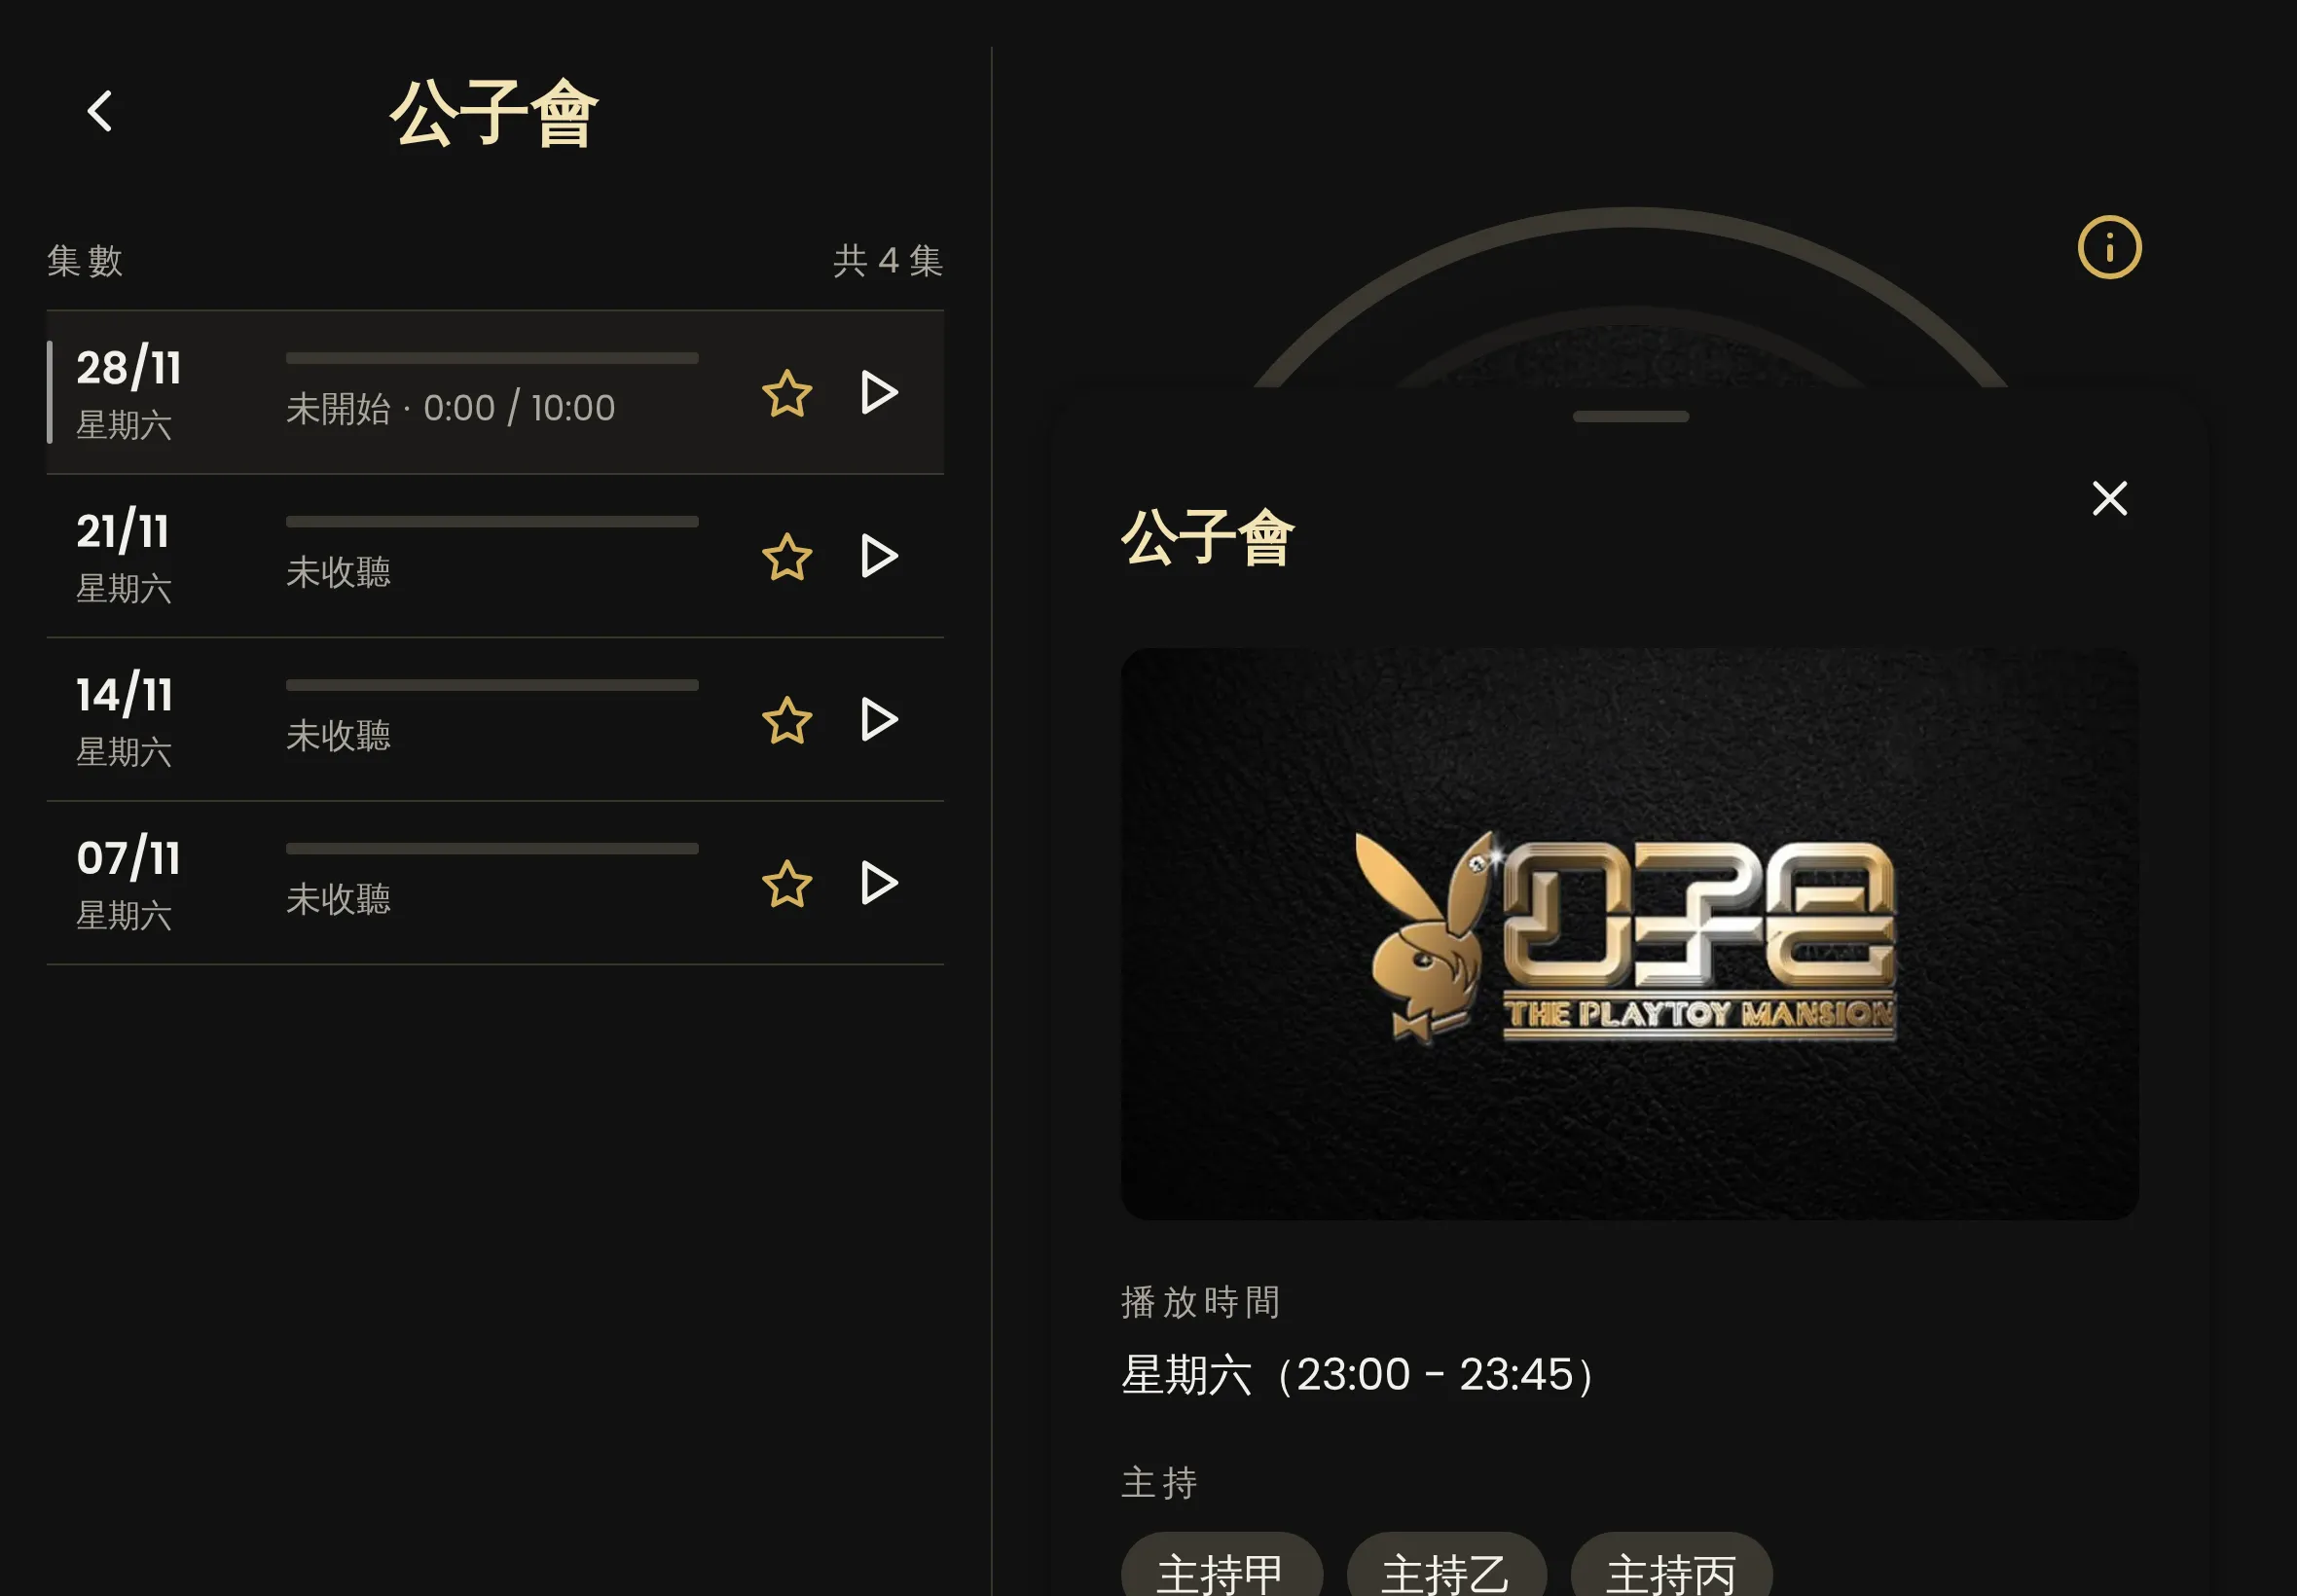 公子會
集數
共 4 集
28/11
星期六
未開始 · 0:00 / 10:00
21/11
星期六
未收聽
14/11
星期六
未收聽
07/11
星期六
未收聽
公子會
公子會
THE PLAYTOY MANSION
播放時間
星期六（23:00 - 23:45）
主持
主持甲 主持乙 主持丙